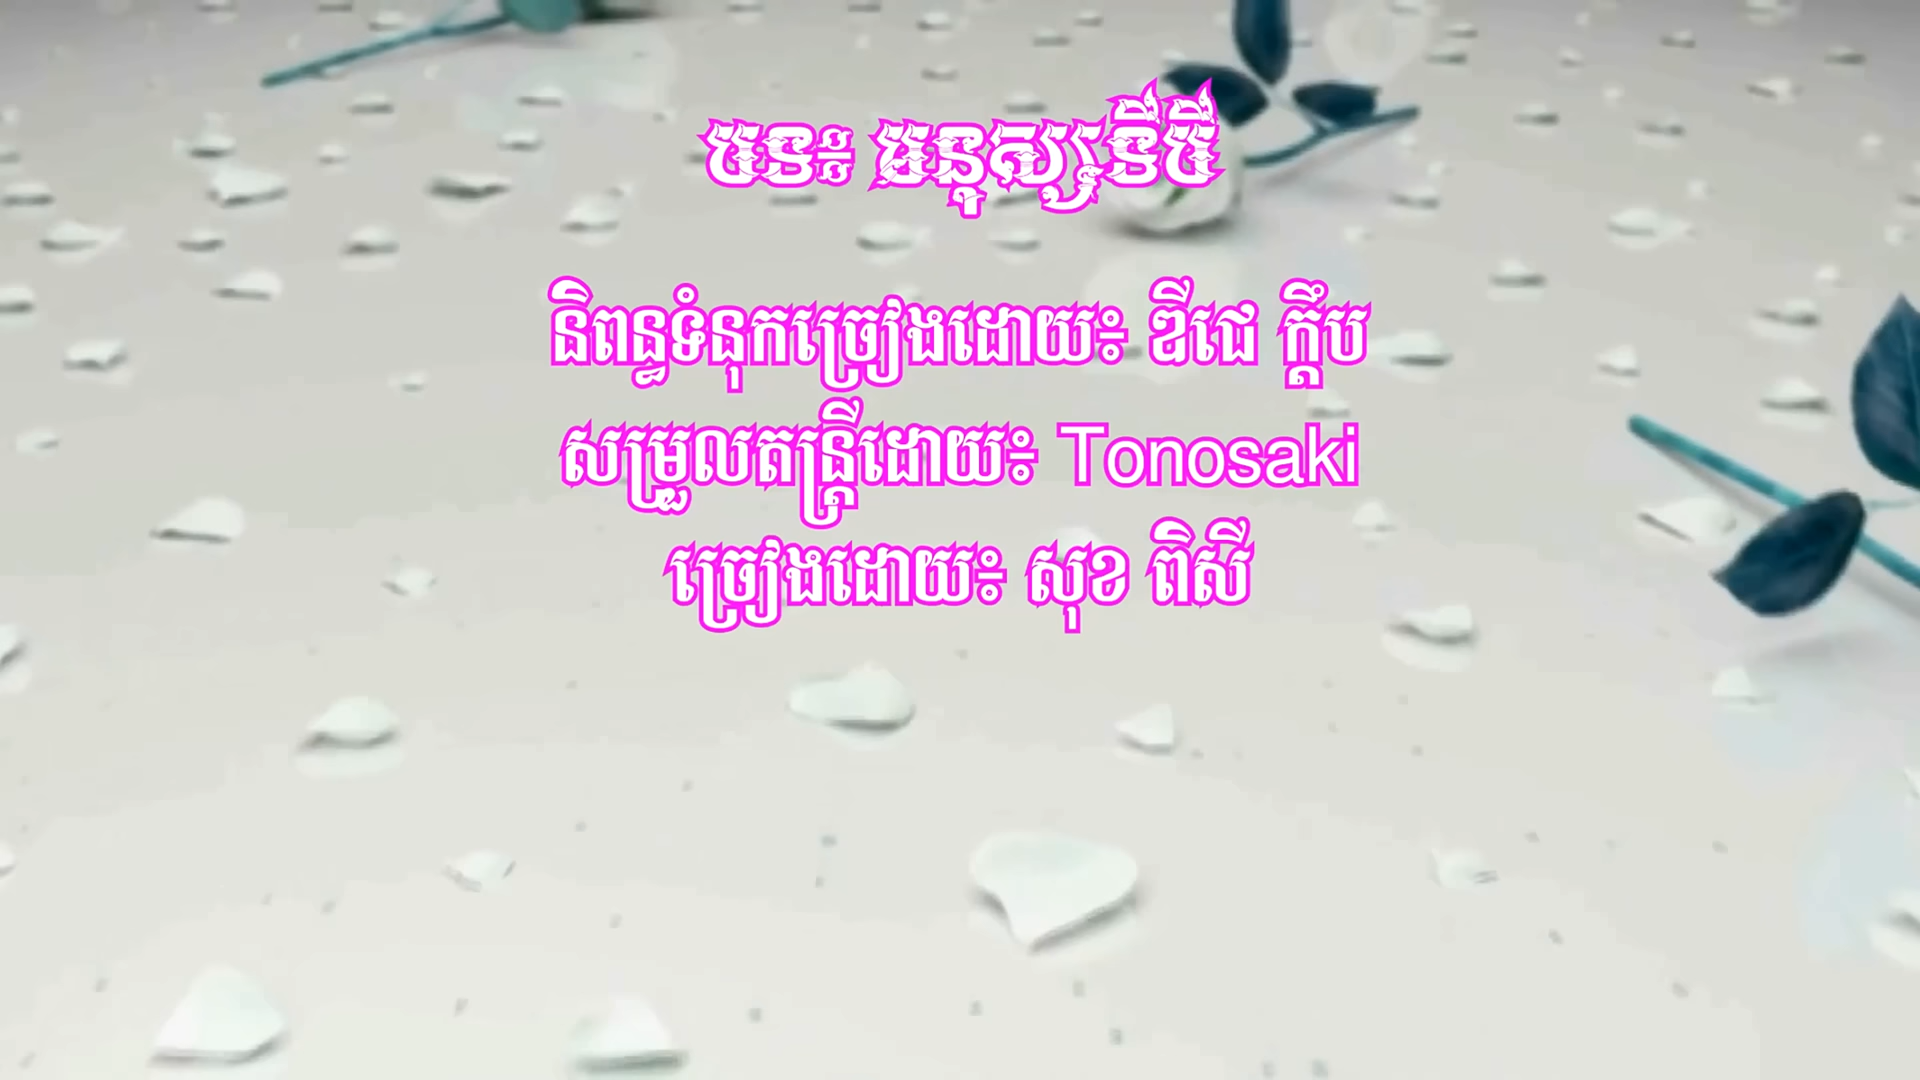 បទ៖ មនុស្សទីបី
និពន្ធទំនុកច្រៀងដោយ៖ ឌីជេ ក្ដឹប
សម្រួលតន្ត្រីដោយ៖ Tonosaki
ច្រៀងដោយ៖ សុខ ពិសី